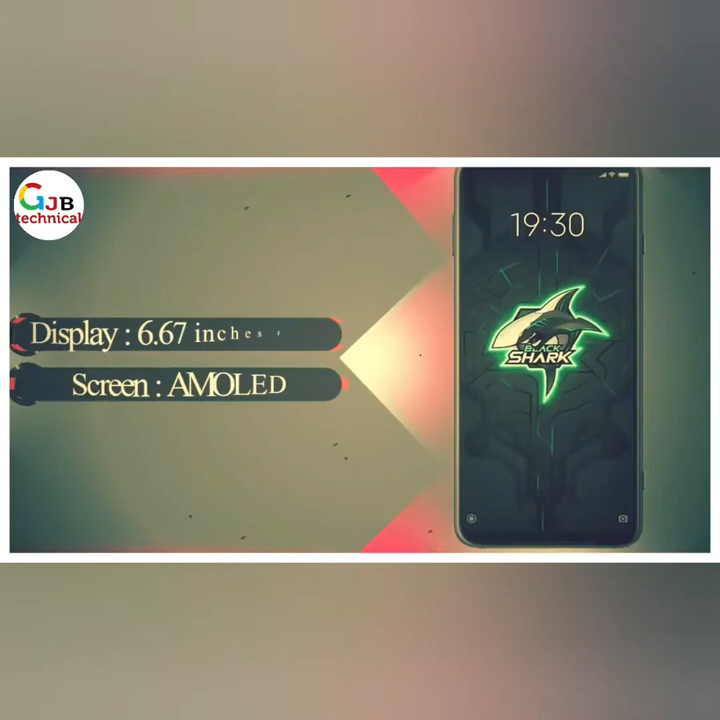 GJB
technical
19:30
Display : 6.67 inches r
Screen : AMOLED
BLACK
SHARK